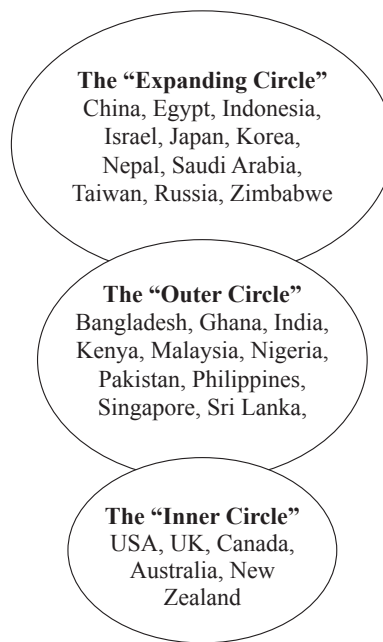 The “Expanding Circle”
China, Egypt, Indonesia,
Israel, Japan, Korea,
Nepal, Saudi Arabia,
Taiwan, Russia, Zimbabwe
The “Outer Circle”
Bangladesh, Ghana, India,
Kenya, Malaysia, Nigeria,
Pakistan, Philippines,
Singapore, Sri Lanka,
The “Inner Circle”
USA, UK, Canada,
Australia, New
Zealand